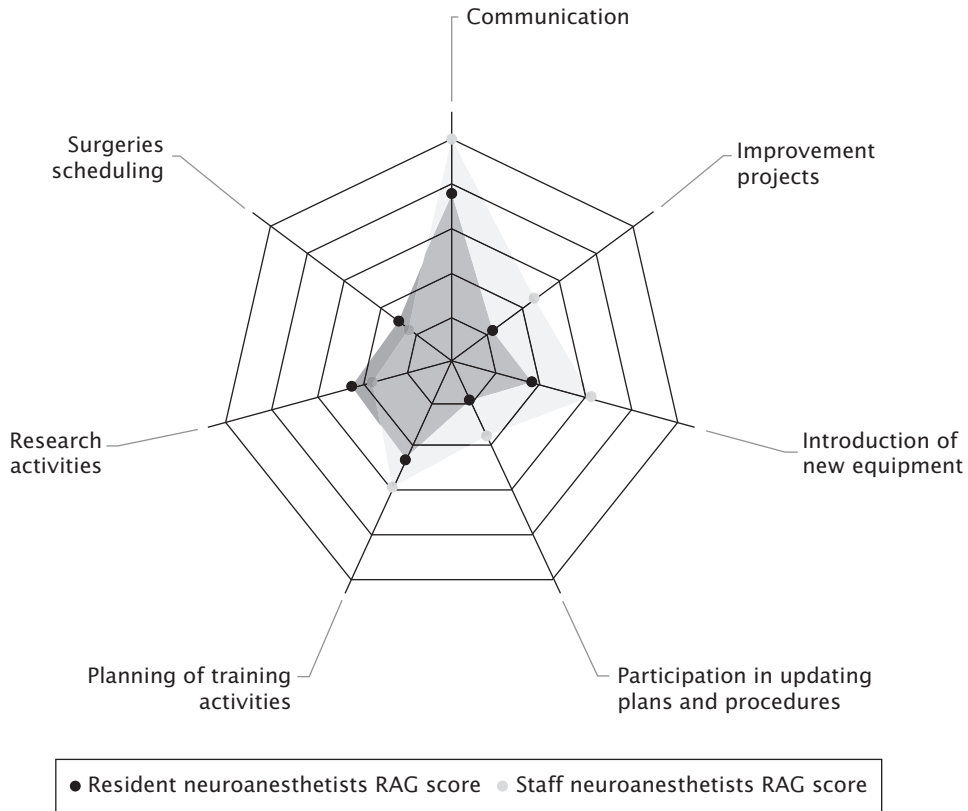 Communication
Surgeries
scheduling
Improvement
projects
Research
activities
Introduction of
new equipment
Planning of training
activities
Participation in updating
plans and procedures
Resident neuroanesthetists RAG score
Staff neuroanesthetists RAG score